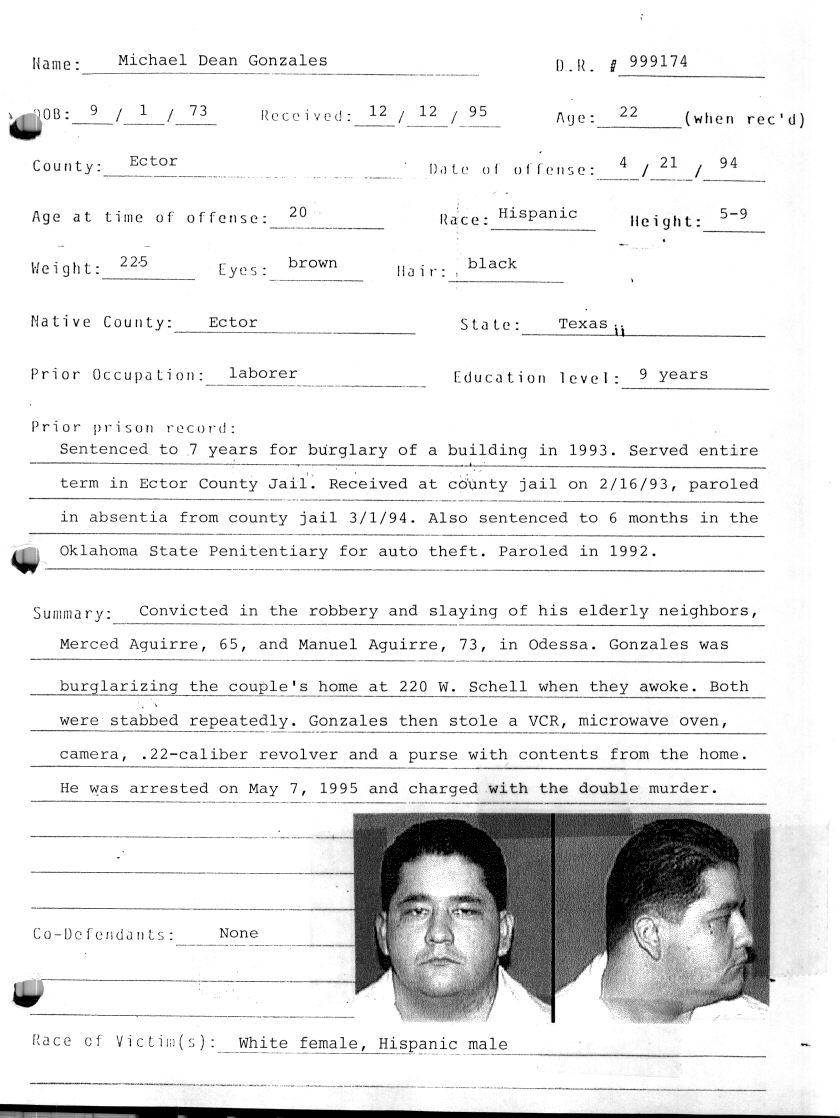 Name: Michael Dean Gonzales D.R. # 999174
DOB: 9 / 1 / 73 Received: 12 / 12 / 95 Age: 22 (when rec'd)
County: Ector Date of offense: 4 / 21 / 94
Age at time of offense: 20 Race: Hispanic Height: 5-9
Weight: 225 Eyes: brown Hair: black
Native County: Ector State: Texas
Prior Occupation: laborer Education level: 9 years
Prior prison record:
Sentenced to 7 years for burglary of a building in 1993. Served entire
term in Ector County Jail. Received at county jail on 2/16/93, paroled
in absentia from county jail 3/1/94. Also sentenced to 6 months in the
Oklahoma State Penitentiary for auto theft. Paroled in 1992.
Summary: Convicted in the robbery and slaying of his elderly neighbors,
Merced Aguirre, 65, and Manuel Aguirre, 73, in Odessa. Gonzales was
burglarizing the couple's home at 220 W. Schell when they awoke. Both
were stabbed repeatedly. Gonzales then stole a VCR, microwave oven,
camera, .22-caliber revolver and a purse with contents from the home.
He was arrested on May 7, 1995 and charged with the double murder.
Co-Defendants: None
Race of Victim(s): White female, Hispanic male